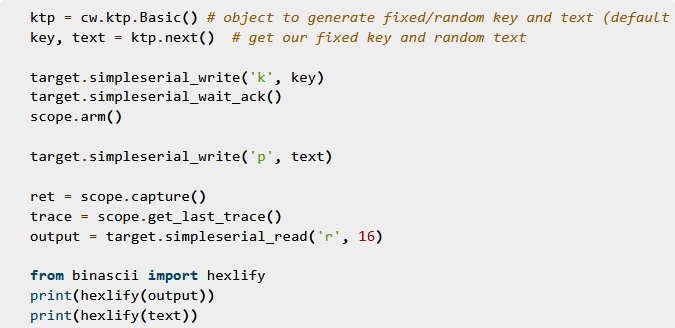 ktp = cw.ktp.Basic() # object to generate fixed/random key and text (default
key, text = ktp.next()  # get our fixed key and random text
target.simpleserial_write('k', key)
target.simpleserial_wait_ack()
scope.arm()
target.simpleserial_write('p', text)
ret = scope.capture()
trace = scope.get_last_trace()
output = target.simpleserial_read('r', 16)
from binascii import hexlify
print(hexlify(output))
print(hexlify(text))